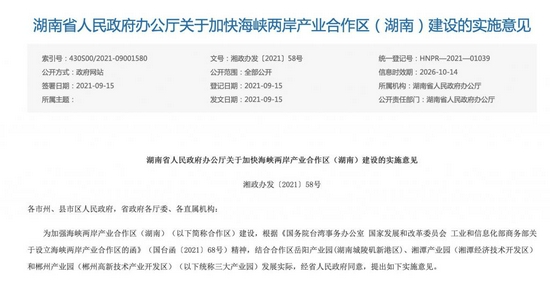 湖南省人民政府办公厅关于加快海峡两岸产业合作区（湖南）建设的实施意见
索引号：430S00/2021-09001580 文号：湘政办发〔2021〕58号 统一登记号：HNPR—2021—01039
公开方式：政府网站 公开范围：全部公开 信息时效期：2026-10-14
签署日期：2021-09-15 登记日期：2021-09-15 所属机构：湖南省人民政府办公厅
所属主题： 发文日期：2021-09-15 公开责任部门：湖南省人民政府办公厅
湖南省人民政府办公厅关于加快海峡两岸产业合作区（湖南）建设的实施意见
湘政办发〔2021〕58号
各市州、县市区人民政府，省政府各厅委、各直属机构：
为加强海峡两岸产业合作区（湖南）（以下简称合作区）建设，根据《国务院台湾事务办公室 国家发展和改革委员会 工业和信息化部商务部关
于设立海峡两岸产业合作区的函》（国台函〔2021〕68号）精神，结合合作区岳阳产业园(湖南城陵矶新港区)、湘潭产业园（湘潭经济技术开发区）
和郴州产业园（郴州高新技术产业开发区）（以下统称三大产业园）发展实际，经省人民政府同意，提出如下实施意见。